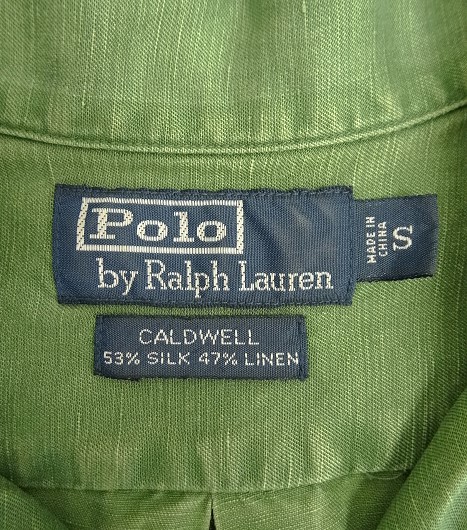 Polo
by Ralph Lauren
MADE IN
CHINA
S
CALDWELL
53% SILK 47% LINEN